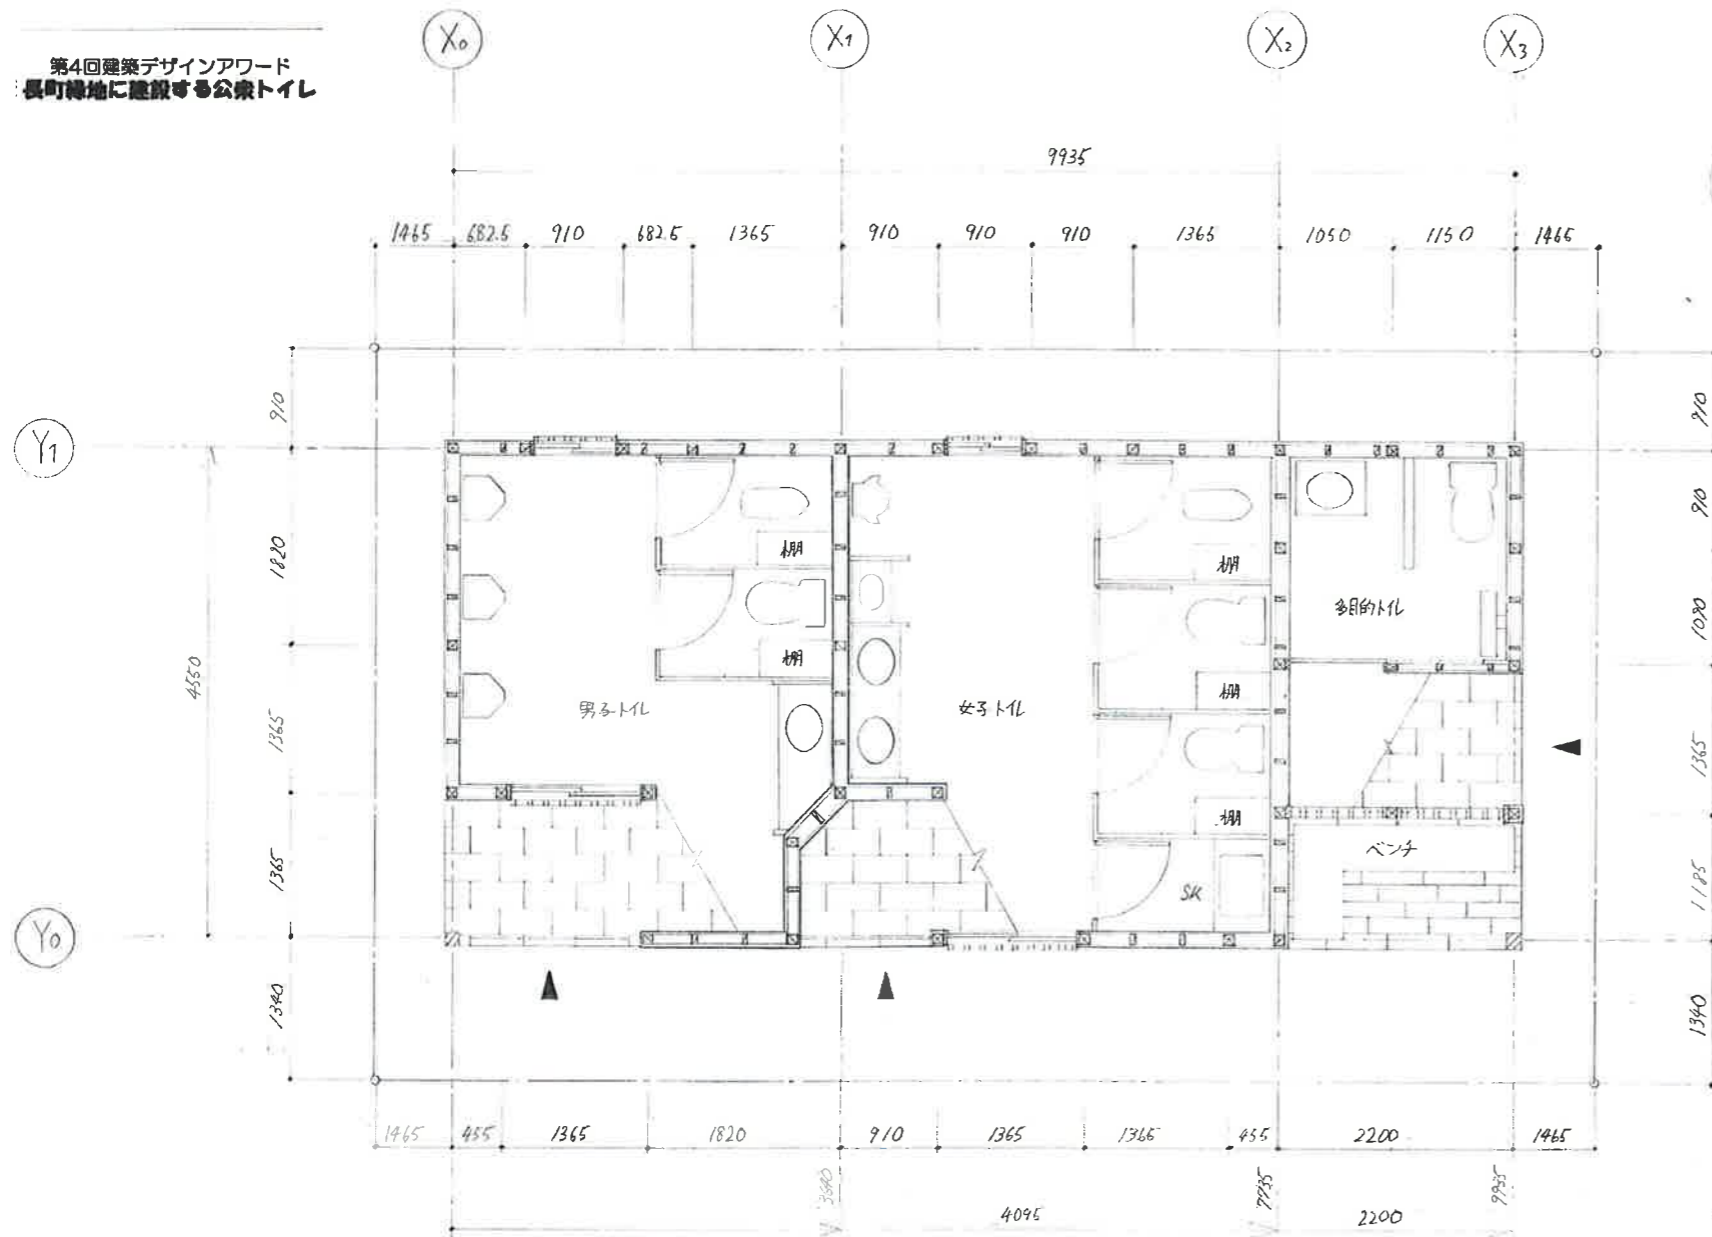 第4回建築デザインアワード
長町緑地に建設する公衆トイレ
X0 X1 X2 X3
9935
1465 682.5 910 682.5 1365 910 910 910 1365 1050 1150 1465
Y1
Y0
910
1820
1365
1365
1340
4550
910
910
1090
1365
1185
1340
棚
棚
男子トイレ
女子トイレ
棚
棚
棚
SK
多目的トイレ
ベンチ
1465 455 1365 1820 910 1365 1365 455 2200 1465
3640 7735 9935
4095 2200